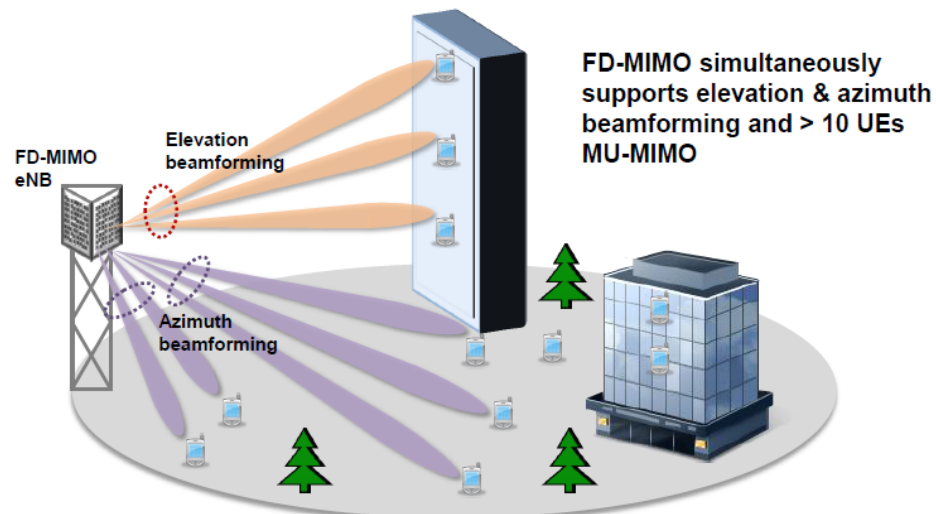 FD-MIMO simultaneously
supports elevation & azimuth
beamforming and > 10 UEs
MU-MIMO
Elevation
beamforming
FD-MIMO
eNB
Azimuth
beamforming